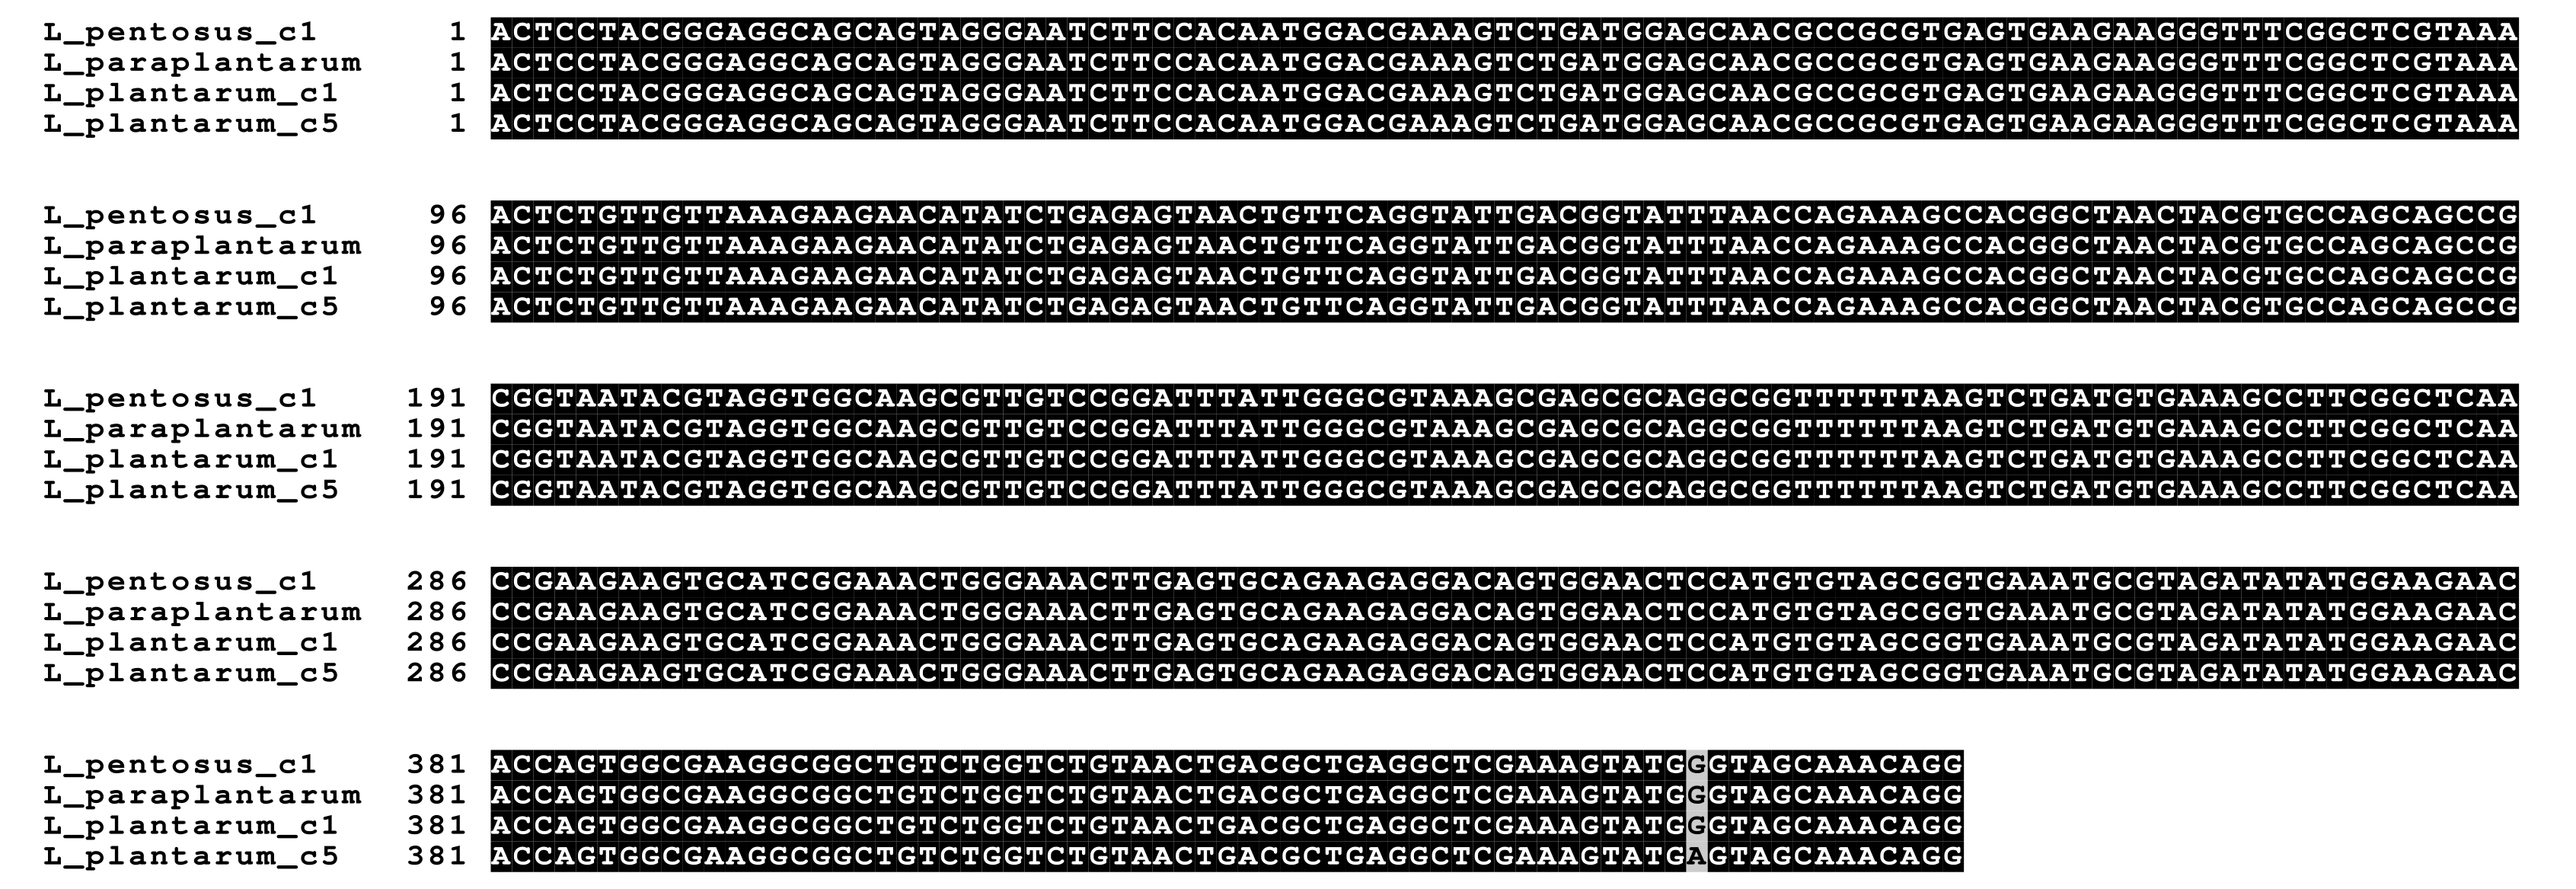 L_pentosus_c1 1 ACTCCTACGGGAGGCAGCAGTAGGGAATCTTCCACAATGGACGAAAGTCTGATGGAGCAACGCCGCGTGAGTGAAGAAGGGTTTCGGCTCGTAAA
L_paraplantarum 1 ACTCCTACGGGAGGCAGCAGTAGGGAATCTTCCACAATGGACGAAAGTCTGATGGAGCAACGCCGCGTGAGTGAAGAAGGGTTTCGGCTCGTAAA
L_plantarum_c1 1 ACTCCTACGGGAGGCAGCAGTAGGGAATCTTCCACAATGGACGAAAGTCTGATGGAGCAACGCCGCGTGAGTGAAGAAGGGTTTCGGCTCGTAAA
L_plantarum_c5 1 ACTCCTACGGGAGGCAGCAGTAGGGAATCTTCCACAATGGACGAAAGTCTGATGGAGCAACGCCGCGTGAGTGAAGAAGGGTTTCGGCTCGTAAA
L_pentosus_c1 96 ACTCTGTTGTTAAAGAAGAACATATCTGAGAGTAACTGTTCAGGTATTGACGGTATTTAACCAGAAAGCCACGGCTAACTACGTGCCAGCAGCCG
L_paraplantarum 96 ACTCTGTTGTTAAAGAAGAACATATCTGAGAGTAACTGTTCAGGTATTGACGGTATTTAACCAGAAAGCCACGGCTAACTACGTGCCAGCAGCCG
L_plantarum_c1 96 ACTCTGTTGTTAAAGAAGAACATATCTGAGAGTAACTGTTCAGGTATTGACGGTATTTAACCAGAAAGCCACGGCTAACTACGTGCCAGCAGCCG
L_plantarum_c5 96 ACTCTGTTGTTAAAGAAGAACATATCTGAGAGTAACTGTTCAGGTATTGACGGTATTTAACCAGAAAGCCACGGCTAACTACGTGCCAGCAGCCG
L_pentosus_c1 191 CGGTAATACGTAGGTGGCAAGCGTTGTCCGGATTTATTGGGCGTAAAGCGAGCGCAGGCGGTTTTTTAAGTCTGATGTGAAAGCCTTCGGCTCAA
L_paraplantarum 191 CGGTAATACGTAGGTGGCAAGCGTTGTCCGGATTTATTGGGCGTAAAGCGAGCGCAGGCGGTTTTTTAAGTCTGATGTGAAAGCCTTCGGCTCAA
L_plantarum_c1 191 CGGTAATACGTAGGTGGCAAGCGTTGTCCGGATTTATTGGGCGTAAAGCGAGCGCAGGCGGTTTTTTAAGTCTGATGTGAAAGCCTTCGGCTCAA
L_plantarum_c5 191 CGGTAATACGTAGGTGGCAAGCGTTGTCCGGATTTATTGGGCGTAAAGCGAGCGCAGGCGGTTTTTTAAGTCTGATGTGAAAGCCTTCGGCTCAA
L_pentosus_c1 286 CCGAAGAAGTGCATCGGAAACTGGGAAACTTGAGTGCAGAAGAGGACAGTGGAACTCCATGTGTAGCGGTGAAATGCGTAGATATATGGAAGAAC
L_paraplantarum 286 CCGAAGAAGTGCATCGGAAACTGGGAAACTTGAGTGCAGAAGAGGACAGTGGAACTCCATGTGTAGCGGTGAAATGCGTAGATATATGGAAGAAC
L_plantarum_c1 286 CCGAAGAAGTGCATCGGAAACTGGGAAACTTGAGTGCAGAAGAGGACAGTGGAACTCCATGTGTAGCGGTGAAATGCGTAGATATATGGAAGAAC
L_plantarum_c5 286 CCGAAGAAGTGCATCGGAAACTGGGAAACTTGAGTGCAGAAGAGGACAGTGGAACTCCATGTGTAGCGGTGAAATGCGTAGATATATGGAAGAAC
L_pentosus_c1 381 ACCAGTGGCGAAGGCGGCTGTCTGGTCTGTAACTGACGCTGAGGCTCGAAAGTATGGGTAGCAAACAGG
L_paraplantarum 381 ACCAGTGGCGAAGGCGGCTGTCTGGTCTGTAACTGACGCTGAGGCTCGAAAGTATGGGTAGCAAACAGG
L_plantarum_c1 381 ACCAGTGGCGAAGGCGGCTGTCTGGTCTGTAACTGACGCTGAGGCTCGAAAGTATGGGTAGCAAACAGG
L_plantarum_c5 381 ACCAGTGGCGAAGGCGGCTGTCTGGTCTGTAACTGACGCTGAGGCTCGAAAGTATGAGTAGCAAACAGG